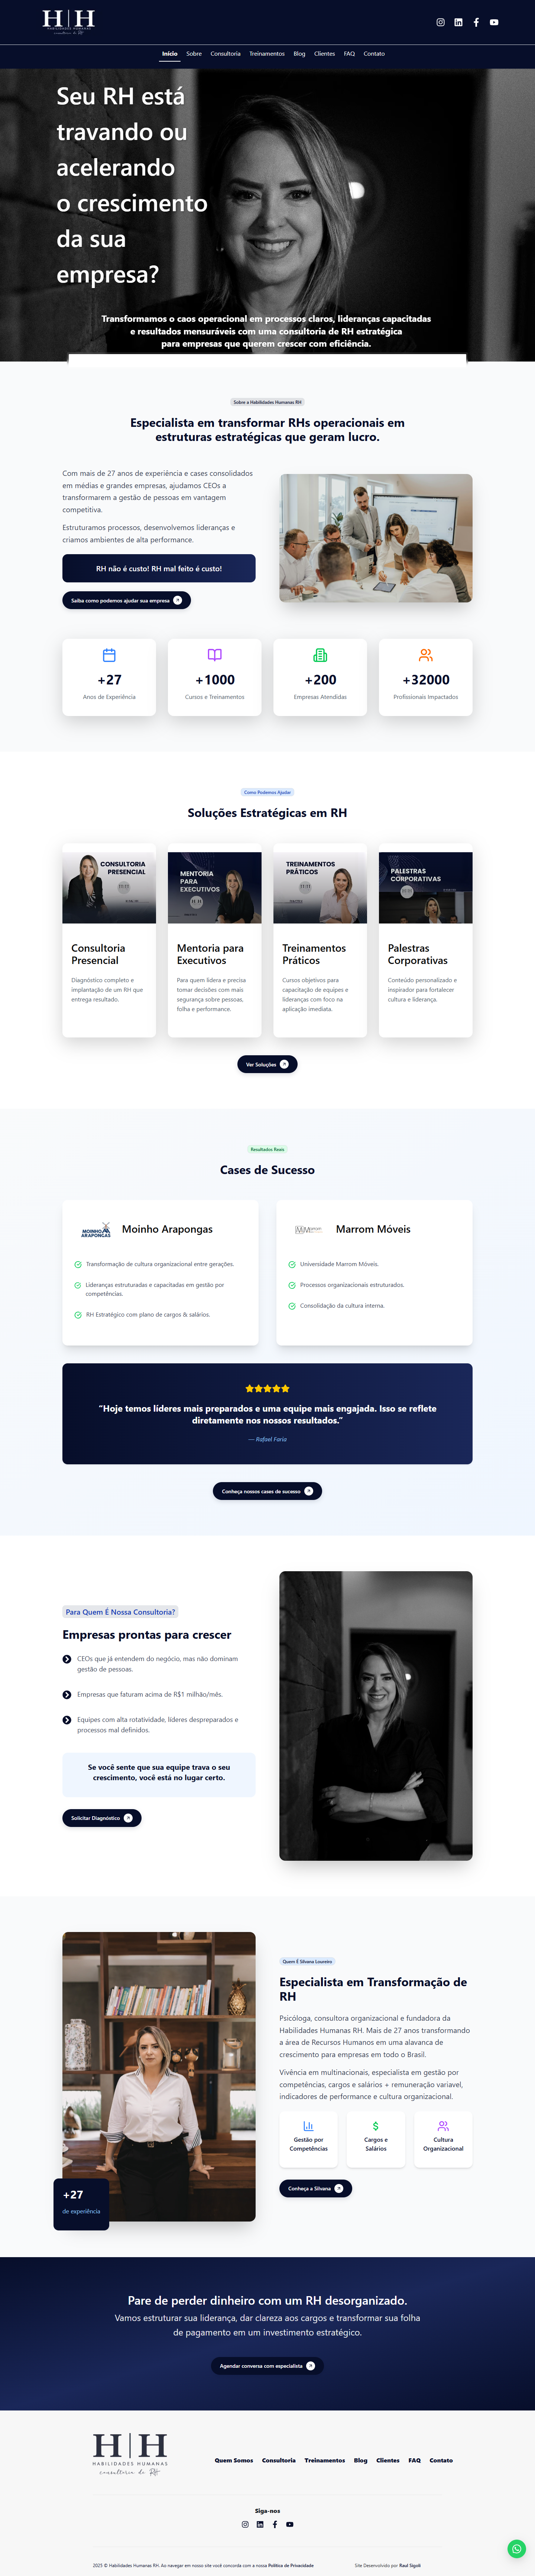 H|H
HABILIDADES HUMANAS
consultoria de RH
Início Sobre Consultoria Treinamentos Blog Clientes FAQ Contato
Seu RH está
travando ou
acelerando
o crescimento
da sua
empresa?
Transformamos o caos operacional em processos claros, lideranças capacitadas
e resultados mensuráveis com uma consultoria de RH estratégica
para empresas que querem crescer com eficiência.
Sobre a Habilidades Humanas RH
Especialista em transformar RHs operacionais em
estruturas estratégicas que geram lucro.
Com mais de 27 anos de experiência e cases consolidados
em médias e grandes empresas, ajudamos CEOs a
transformarem a gestão de pessoas em vantagem
competitiva.
Estruturamos processos, desenvolvemos lideranças e
criamos ambientes de alta performance.
RH não é custo! RH mal feito é custo!
Saiba como podemos ajudar sua empresa
+27
Anos de Experiência
+1000
Cursos e Treinamentos
+200
Empresas Atendidas
+32000
Profissionais Impactados
Como Podemos Ajudar
Soluções Estratégicas em RH
CONSULTORIA
PRESENCIAL
Consultoria
Presencial
Diagnóstico completo e
implantação de um RH que
entrega resultado.
MENTORIA
PARA
EXECUTIVOS
Mentoria para
Executivos
Para quem lidera e precisa
tomar decisões com mais
segurança sobre pessoas,
folha e performance.
TREINAMENTOS
PRÁTICOS
Treinamentos
Práticos
Cursos objetivos para
capacitação de equipes e
lideranças com foco na
aplicação imediata.
PALESTRAS
CORPORATIVAS
Palestras
Corporativas
Conteúdo personalizado e
inspirador para fortalecer
cultura e liderança.
Ver Soluções
Resultados Reais
Cases de Sucesso
MOINHO
ARAPONGAS
Moinho Arapongas
Transformação de cultura organizacional entre gerações.
Lideranças estruturadas e capacitadas em gestão por
competências.
RH Estratégico com plano de cargos & salários.
Marrom Móveis
Universidade Marrom Móveis.
Processos organizacionais estruturados.
Consolidação da cultura interna.
"Hoje temos líderes mais preparados e uma equipe mais engajada. Isso se reflete
diretamente nos nossos resultados."
— Rafael Faria
Conheça nossos cases de sucesso
Para Quem É Nossa Consultoria?
Empresas prontas para crescer
CEOs que já entendem do negócio, mas não dominam
gestão de pessoas.
Empresas que faturam acima de R$1 milhão/mês.
Equipes com alta rotatividade, líderes despreparados e
processos mal definidos.
Se você sente que sua equipe trava o seu
crescimento, você está no lugar certo.
Solicitar Diagnóstico
+27
de experiência
Quem É Silvana Loureiro
Especialista em Transformação de
RH
Psicóloga, consultora organizacional e fundadora da
Habilidades Humanas RH. Mais de 27 anos transformando
a área de Recursos Humanos em uma alavanca de
crescimento para empresas em todo o Brasil.
Vivência em multinacionais, especialista em gestão por
competências, cargos e salários + remuneração variavel,
indicadores de performance e cultura organizacional.
Gestão por
Competências
Cargos e
Salários
Cultura
Organizacional
Conheça a Silvana
Pare de perder dinheiro com um RH desorganizado.
Vamos estruturar sua liderança, dar clareza aos cargos e transformar sua folha
de pagamento em um investimento estratégico.
Agendar conversa com especialista
H|H
HABILIDADES HUMANAS
consultoria de RH
Quem Somos Consultoria Treinamentos Blog Clientes FAQ Contato
Siga-nos
2025 © Habilidades Humanas RH. Ao navegar em nosso site você concorda com a nossa Política de Privacidade
Site Desenvolvido por Raul Sigoli